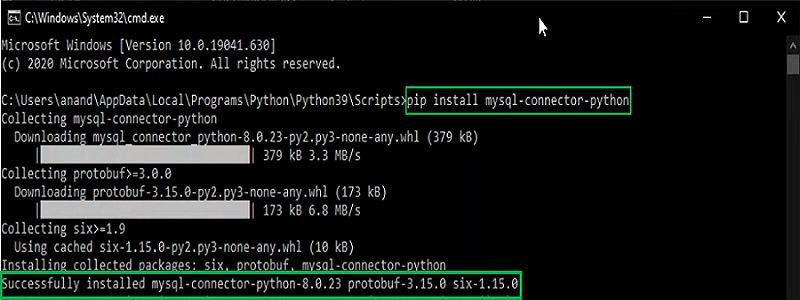 C:\Windows\System32\cmd.exe
Microsoft Windows [Version 10.0.19041.630]
(c) 2020 Microsoft Corporation. All rights reserved.
C:\Users\anand\AppData\Local\Programs\Python\Python39\Scripts>pip install mysql-connector-python
Collecting mysql-connector-python
Downloading mysql_connector_python-8.0.23-py2.py3-none-any.whl (379 kB)
|████████████████████████████████| 379 kB 3.3 MB/s
Collecting protobuf>=3.0.0
Downloading protobuf-3.15.0-py2.py3-none-any.whl (173 kB)
|████████████████████████████████| 173 kB 6.8 MB/s
Collecting six>=1.9
Using cached six-1.15.0-py2.py3-none-any.whl (10 kB)
Installing collected packages: six, protobuf, mysql-connector-python
Successfully installed mysql-connector-python-8.0.23 protobuf-3.15.0 six-1.15.0